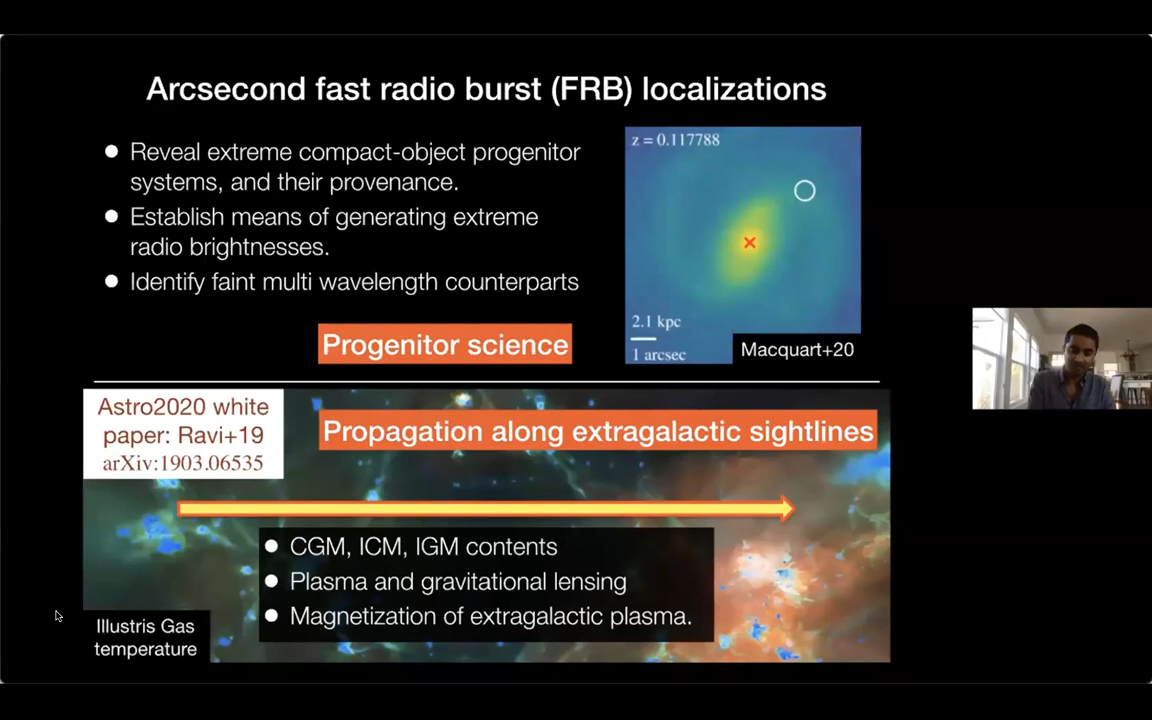 Arcsecond fast radio burst (FRB) localizations
● Reveal extreme compact-object progenitor
systems, and their provenance.
● Establish means of generating extreme
radio brightnesses.
● Identify faint multi wavelength counterparts
z = 0.117788
2.1 kpc
1 arcsec
Macquart+20
Progenitor science
Astro2020 white
paper: Ravi+19
arXiv:1903.06535
Propagation along extragalactic sightlines
● CGM, ICM, IGM contents
● Plasma and gravitational lensing
● Magnetization of extragalactic plasma.
Illustris Gas
temperature